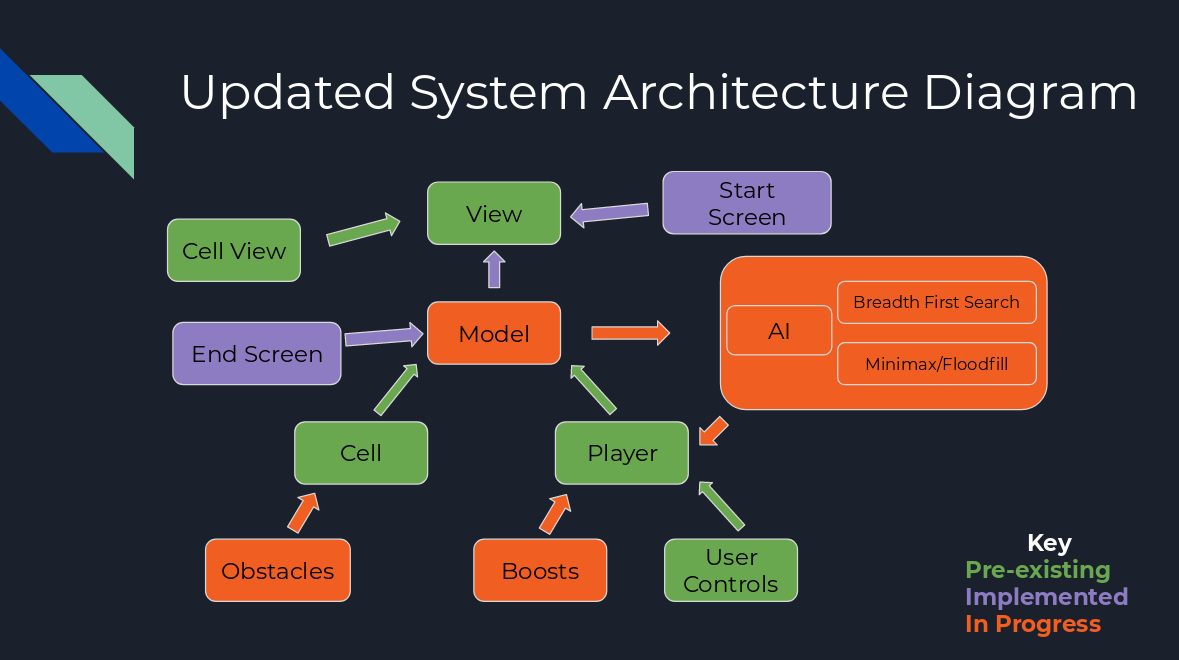 Updated System Architecture Diagram
View
Start
Screen
Cell View
Breadth First Search
AI
Minimax/Floodfill
Model
End Screen
Cell
Player
Obstacles
Boosts
User
Controls
Key
Pre-existing
Implemented
In Progress